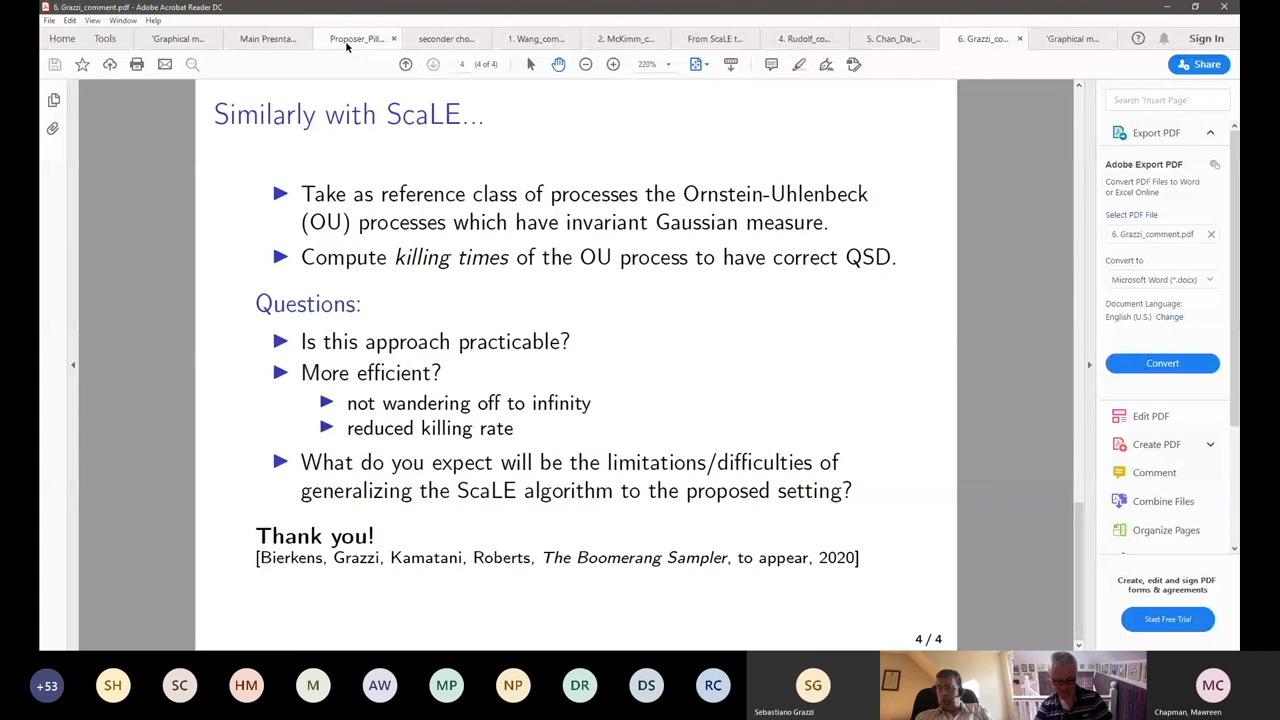 6. Grazzi_comment.pdf - Adobe Acrobat Reader DC
File Edit View Window Help
Home Tools "Graphical m... Main Presnta... Proposer_Pill... × seconder cho... 1. Wang_com... 2. McKimm_c... From ScaLE t... 4. Rudolf_co... 5. Chan_Dai_... 6. Grazzi_co... × "Graphical m... Sign In
4 (4 of 4) 220% Share
Similarly with ScaLE...
Take as reference class of processes the Ornstein-Uhlenbeck
(OU) processes which have invariant Gaussian measure.
Compute killing times of the OU process to have correct QSD.
Questions:
Is this approach practicable?
More efficient?
not wandering off to infinity
reduced killing rate
What do you expect will be the limitations/difficulties of
generalizing the ScaLE algorithm to the proposed setting?
Thank you!
[Bierkens, Grazzi, Kamatani, Roberts, The Boomerang Sampler, to appear, 2020]
4 / 4
Search "Insert Page"
Export PDF
Adobe Export PDF
Convert PDF Files to Word
or Excel Online
Select PDF File
6. Grazzi_comment.pdf ×
Convert to
Microsoft Word (*.docx)
Document Language:
English (U.S.) Change
Convert
Edit PDF
Create PDF
Comment
Combine Files
Organize Pages
Create, edit and sign PDF
forms & agreements
Start Free Trial
+53 SH SC HM M AW MP NP DR DS RC SG MC
Sebastiano Grazzi
Chapman, Mawreen